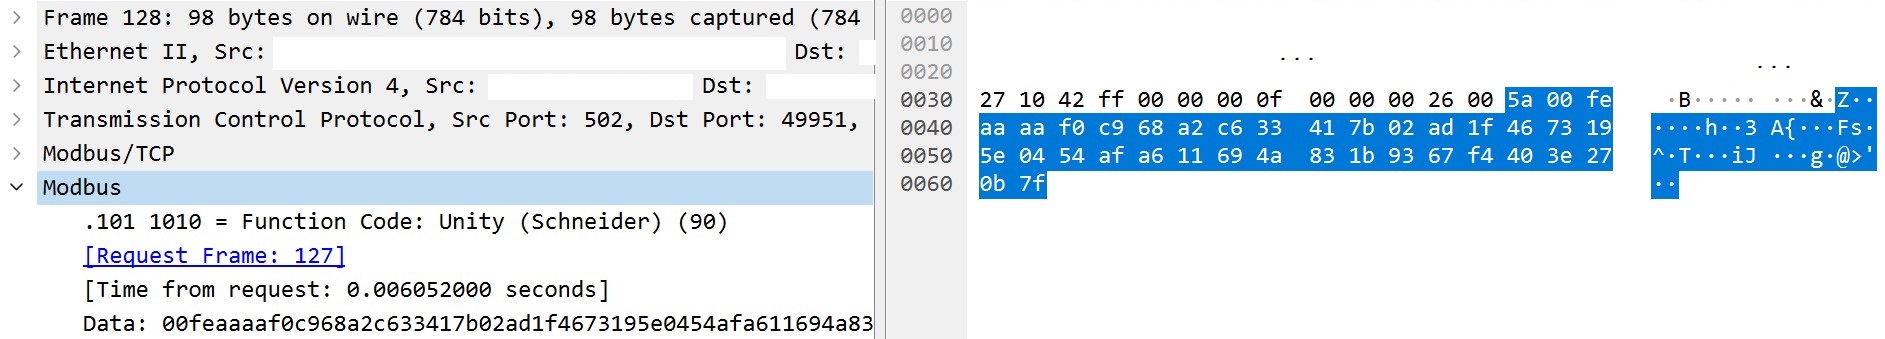 Frame 128: 98 bytes on wire (784 bits), 98 bytes captured (784
Ethernet II, Src: Dst:
Internet Protocol Version 4, Src: Dst:
Transmission Control Protocol, Src Port: 502, Dst Port: 49951,
Modbus/TCP
Modbus
.101 1010 = Function Code: Unity (Schneider) (90)
[Request Frame: 127]
[Time from request: 0.006052000 seconds]
Data: 00feaaaaf0c968a2c633417b02ad1f4673195e0454afa611694a83
0000
0010
0020 ... ...
0030 27 10 42 ff 00 00 00 0f 00 00 00 26 00 5a 00 fe ·B····· ···&·Z··
0040 aa aa f0 c9 68 a2 c6 33 41 7b 02 ad 1f 46 73 19 ····h··3 A{···Fs·
0050 5e 04 54 af a6 11 69 4a 83 1b 93 67 f4 40 3e 27 ^·T···iJ ···g·@>'
0060 0b 7f ··